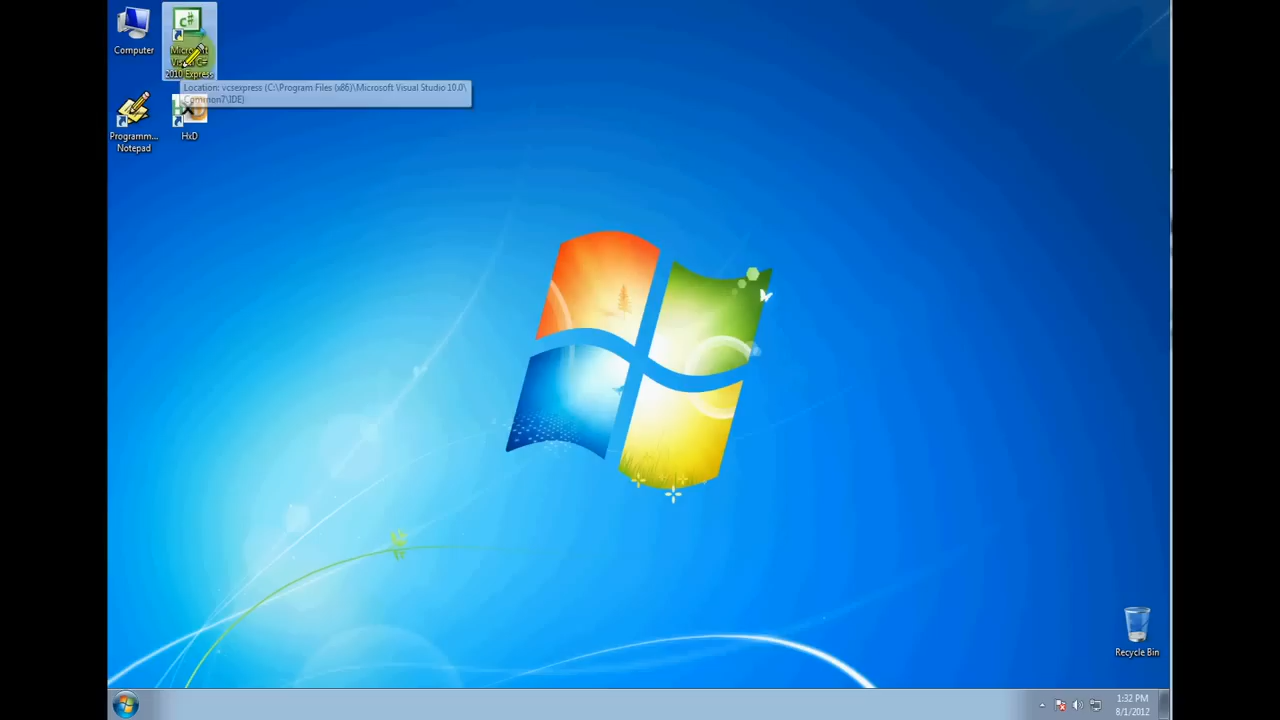 Computer
Microsoft
Visual C#
2010 Express
Location: vcsexpress (C:\Program Files (x86)\Microsoft Visual Studio 10.0\
Common7\IDE)
Programm...
Notepad
HxD
Recycle Bin
1:32 PM
8/1/2012